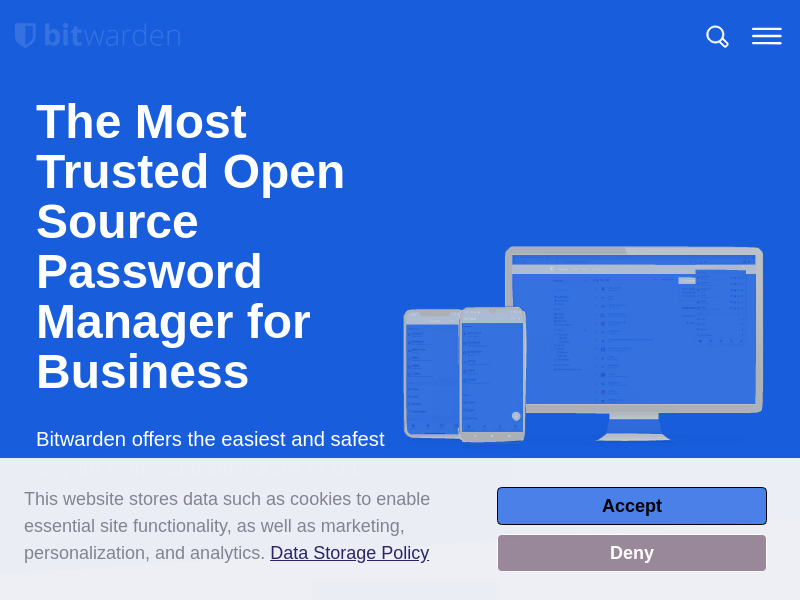 bitwarden
The Most
Trusted Open
Source
Password
Manager for
Business
Bitwarden offers the easiest and safest
This website stores data such as cookies to enable
essential site functionality, as well as marketing,
personalization, and analytics. Data Storage Policy
Accept
Deny